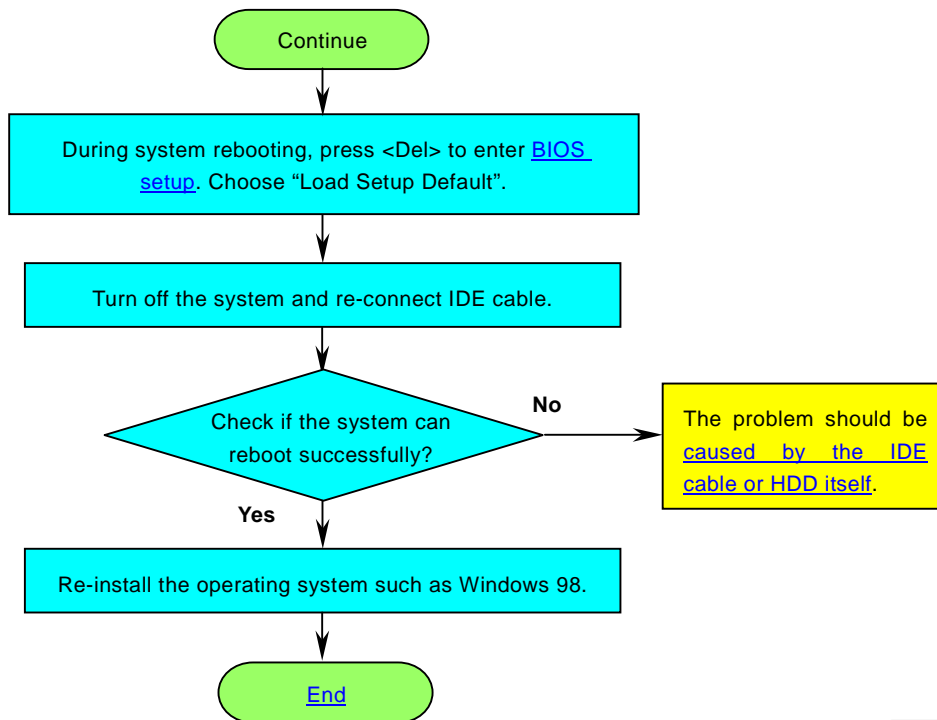 Continue
During system rebooting, press <Del> to enter BIOS
setup. Choose “Load Setup Default”.
Turn off the system and re-connect IDE cable.
Check if the system can
reboot successfully?
No
The problem should be
caused by the IDE
cable or HDD itself.
Yes
Re-install the operating system such as Windows 98.
End